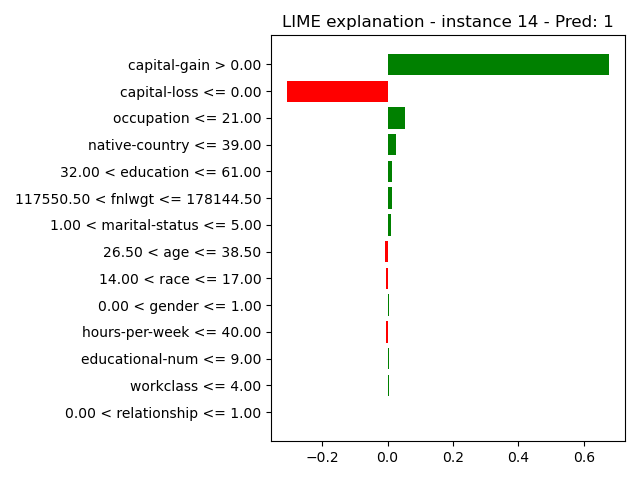 LIME explanation - instance 14 - Pred: 1
capital-gain > 0.00
capital-loss <= 0.00
occupation <= 21.00
native-country <= 39.00
32.00 < education <= 61.00
117550.50 < fnlwgt <= 178144.50
1.00 < marital-status <= 5.00
26.50 < age <= 38.50
14.00 < race <= 17.00
0.00 < gender <= 1.00
hours-per-week <= 40.00
educational-num <= 9.00
workclass <= 4.00
0.00 < relationship <= 1.00
−0.2 0.0 0.2 0.4 0.6